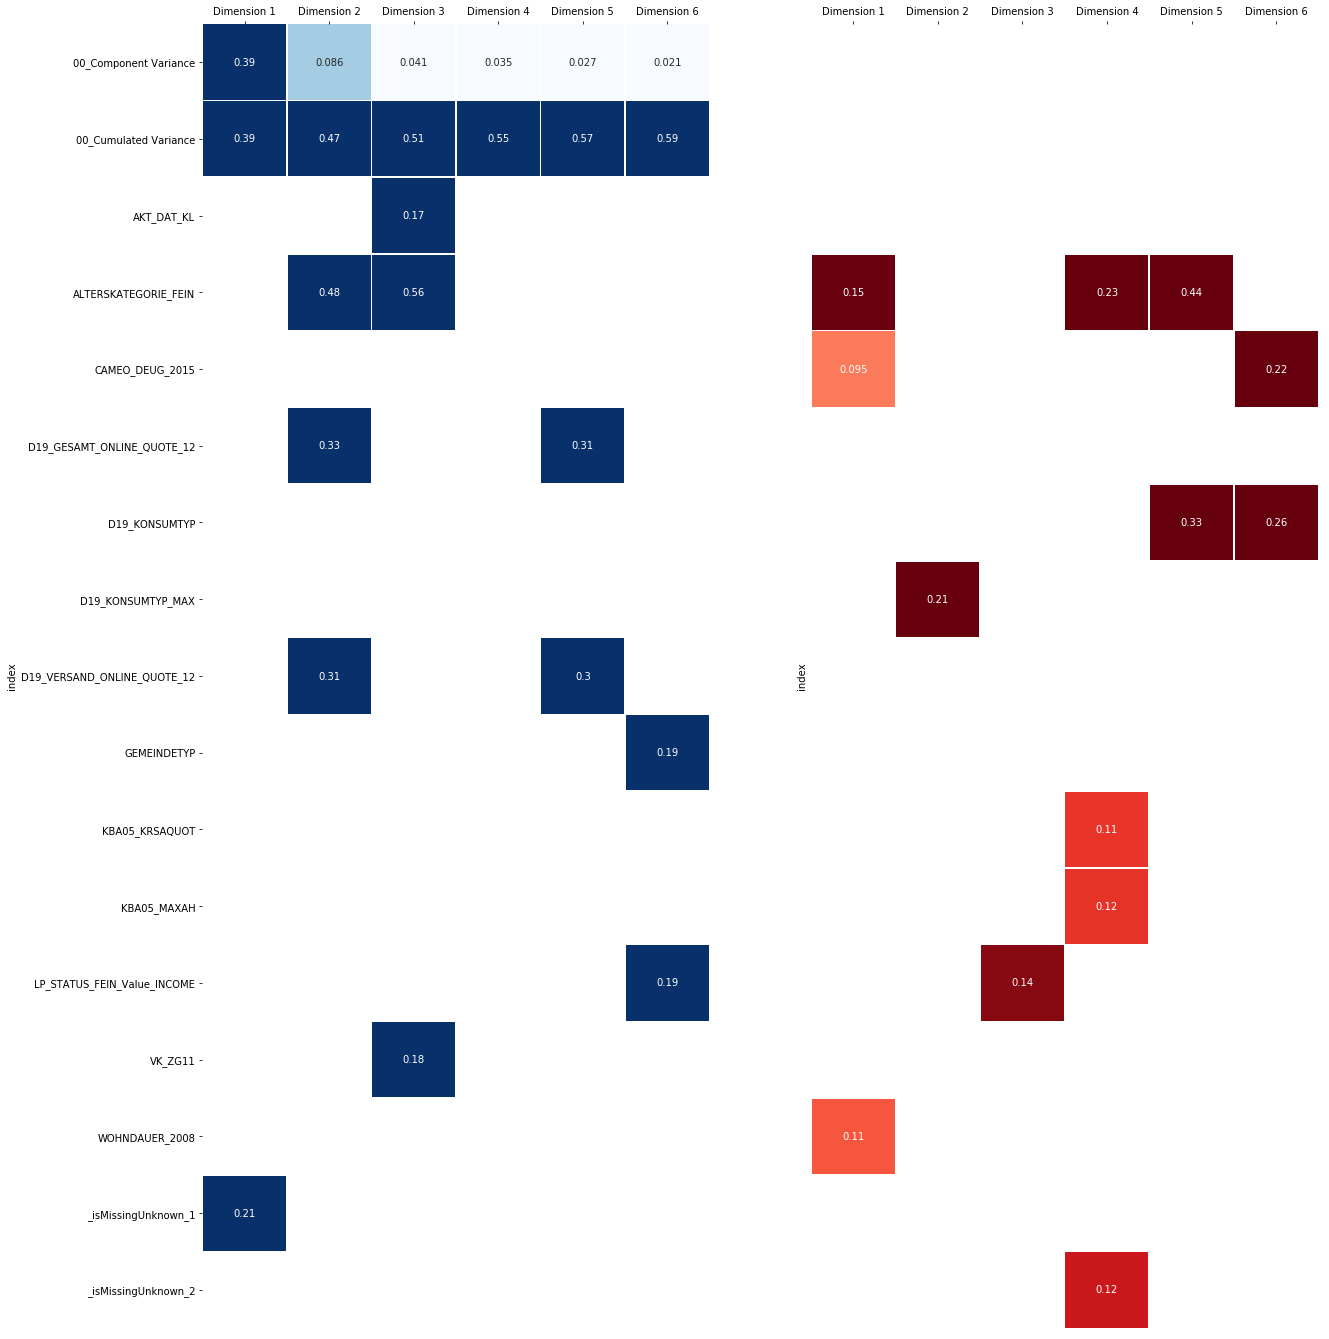 Dimension 1 Dimension 2 Dimension 3 Dimension 4 Dimension 5 Dimension 6 Dimension 1 Dimension 2 Dimension 3 Dimension 4 Dimension 5 Dimension 6
00_Component Variance 0.39 0.086 0.041 0.035 0.027 0.021
00_Cumulated Variance 0.39 0.47 0.51 0.55 0.57 0.59
AKT_DAT_KL 0.17
ALTERSKATEGORIE_FEIN 0.48 0.56 0.15 0.23 0.44
CAMEO_DEUG_2015 0.095 0.22
D19_GESAMT_ONLINE_QUOTE_12 0.33 0.31
D19_KONSUMTYP 0.33 0.26
D19_KONSUMTYP_MAX 0.21
index index
D19_VERSAND_ONLINE_QUOTE_12 0.31 0.3
GEMEINDETYP 0.19
KBA05_KRSAQUOT 0.11
KBA05_MAXAH 0.12
LP_STATUS_FEIN_Value_INCOME 0.19 0.14
VK_ZG11 0.18
WOHNDAUER_2008 0.11
_isMissingUnknown_1 0.21
_isMissingUnknown_2 0.12